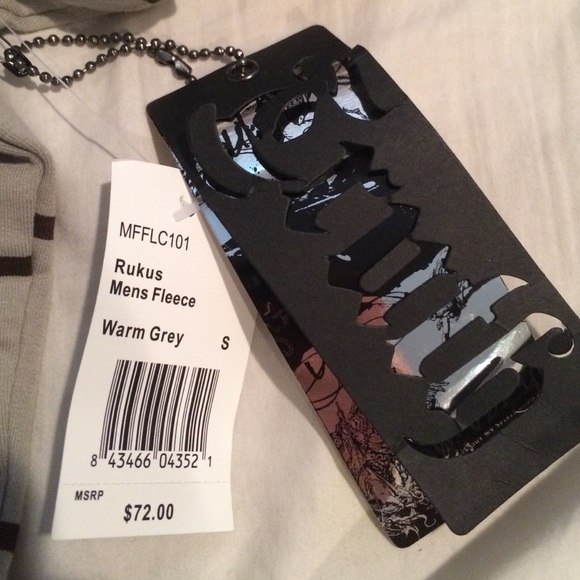 MFFLC101
Rukus
Mens Fleece
Warm Grey S
8 43466 04352 1
MSRP
$72.00